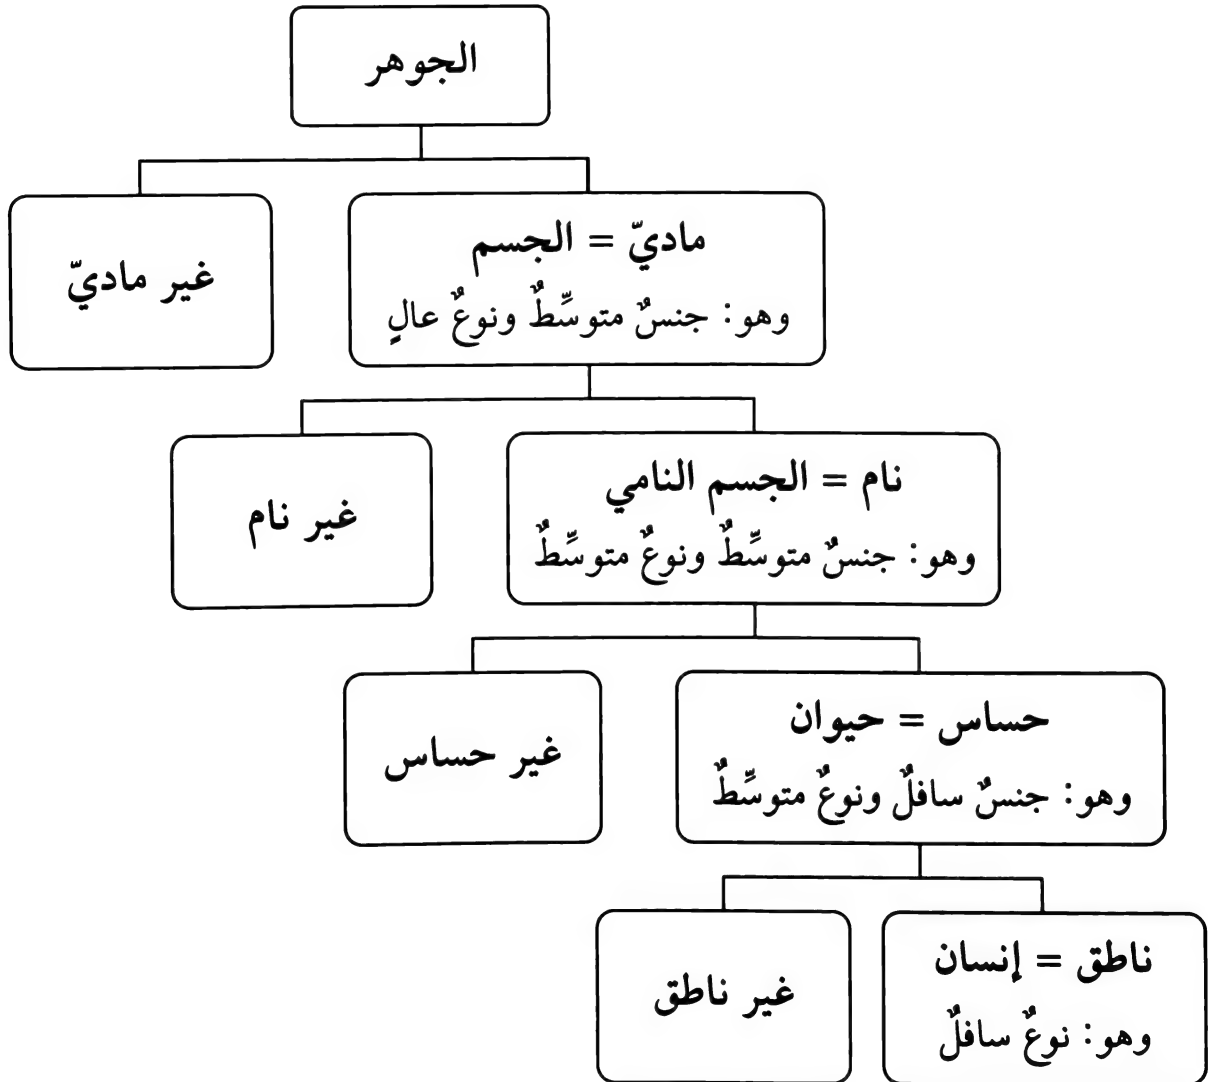 الجوهر
ماديّ = الجسم
وهو: جنسٌ متوسِّطٌ ونوعٌ عالٍ
غير ماديّ
نام = الجسم النامي
وهو: جنسٌ متوسِّطٌ ونوعٌ متوسِّطٌ
غير نام
حساس = حيوان
وهو: جنسٌ سافلٌ ونوعٌ متوسِّطٌ
غير حساس
ناطق = إنسان
وهو: نوعٌ سافلٌ
غير ناطق